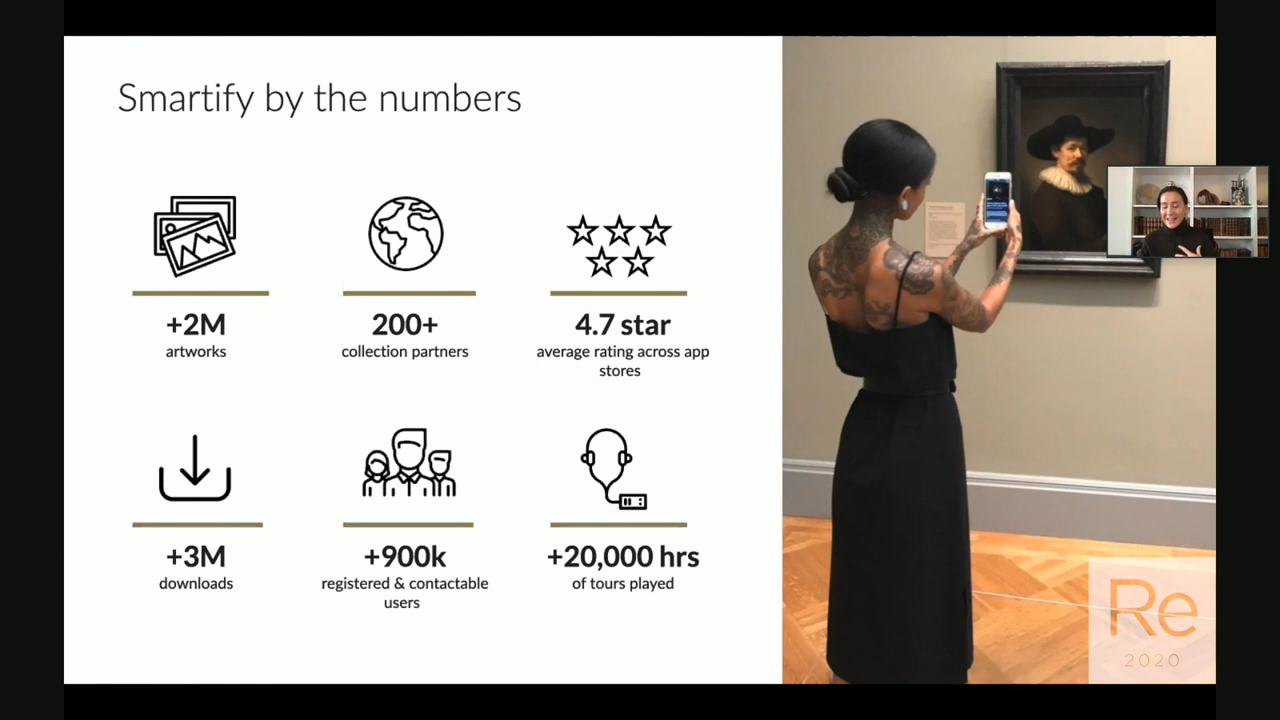 Smartify by the numbers
+2M
artworks
200+
collection partners
4.7 star
average rating across app
stores
+3M
downloads
+900k
registered & contactable
users
+20,000 hrs
of tours played
Re
2020